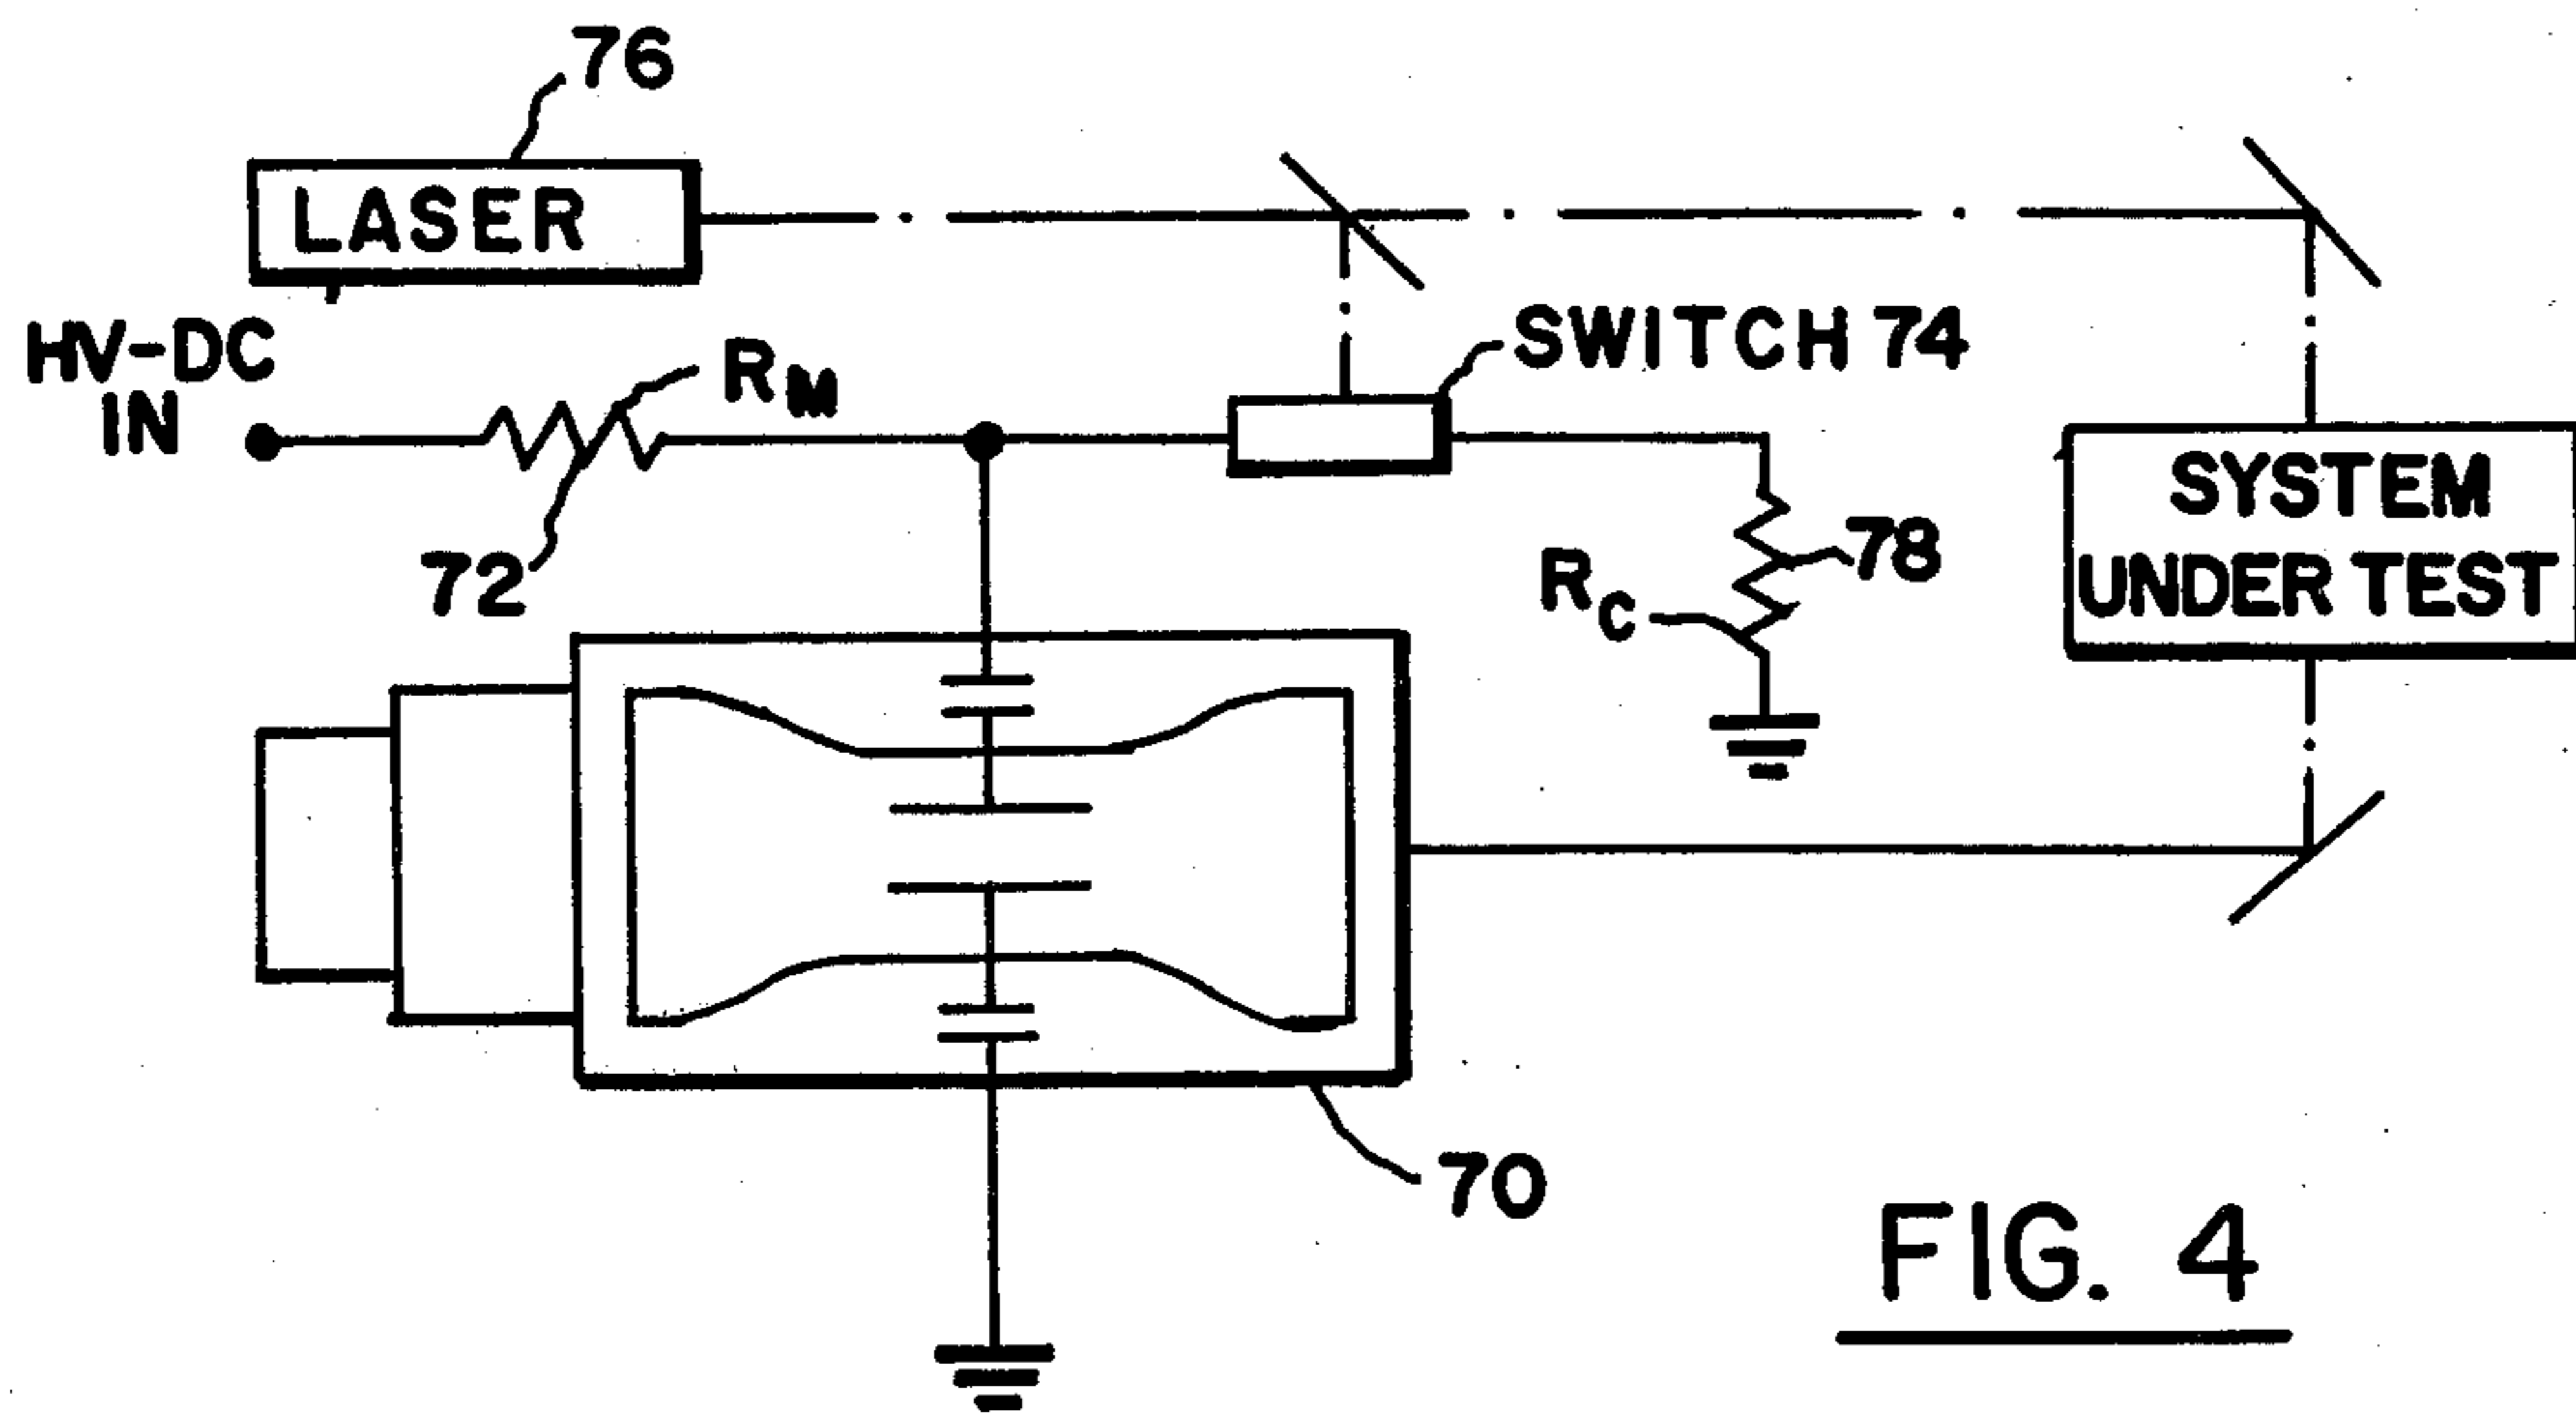 76
LASER
HV-DC
IN
RM
72
SWITCH 74
RC
78
SYSTEM
UNDER TEST
70
FIG. 4